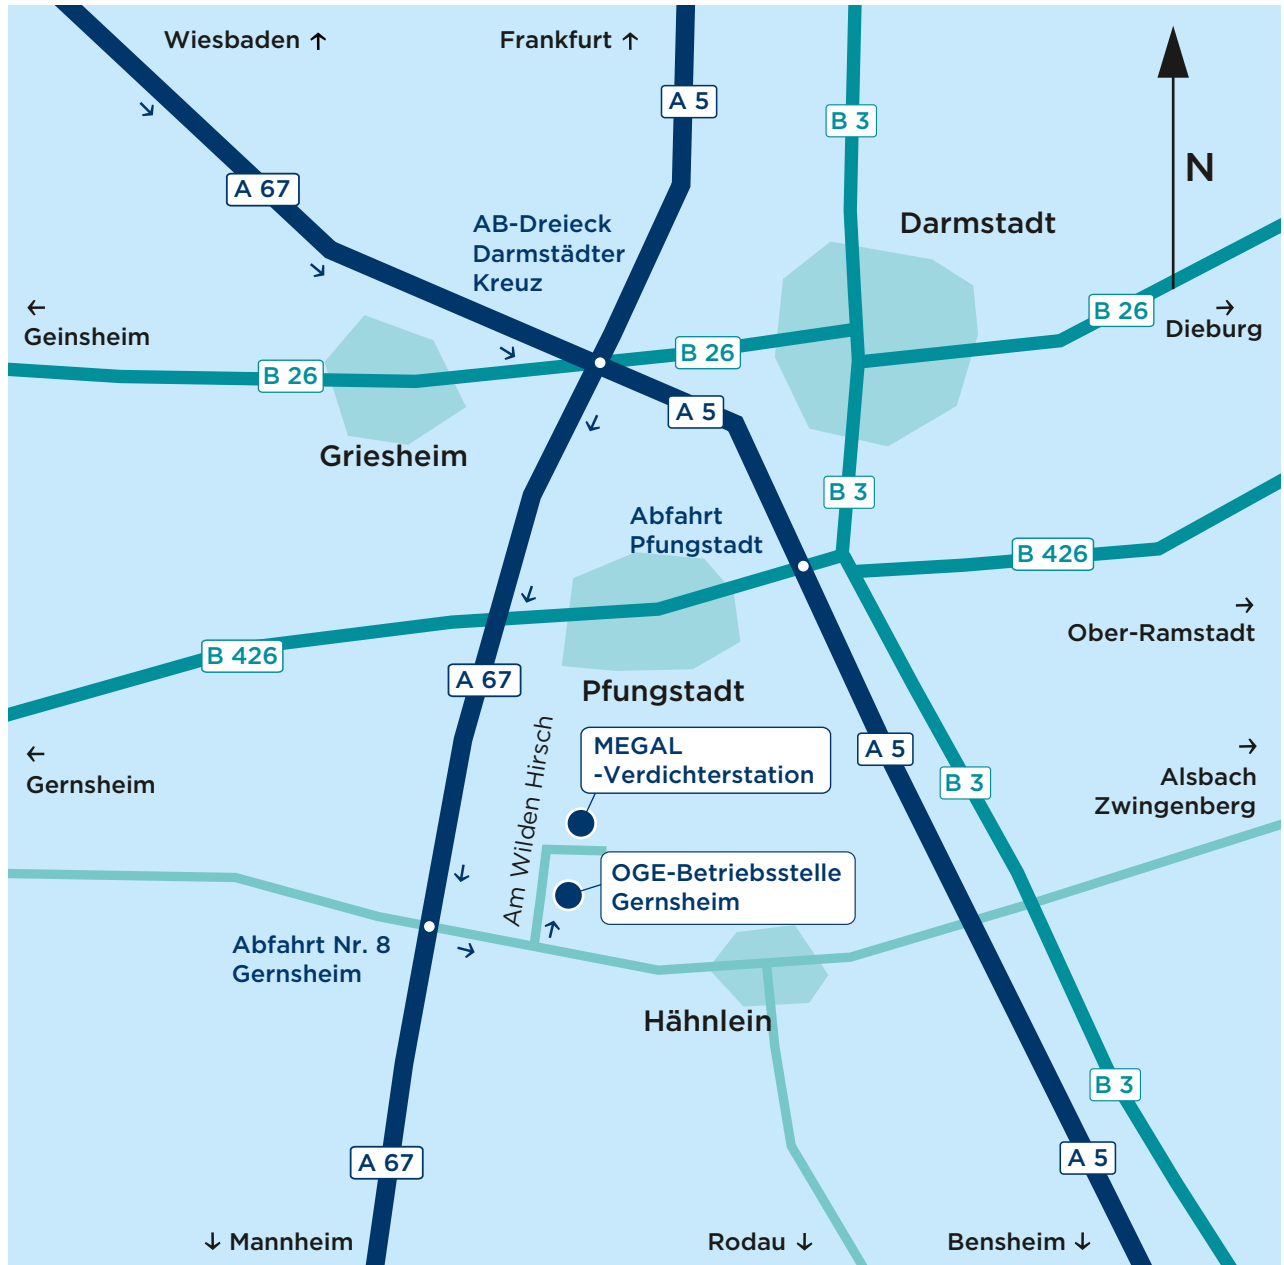 Wiesbaden ↑
Frankfurt ↑
A 5
B 3
N
A 67
AB-Dreieck
Darmstädter
Kreuz
Darmstadt
←
Geinsheim
B 26
→
Dieburg
B 26
B 26
A 5
Griesheim
B 3
Abfahrt
Pfungstadt
B 426
→
Ober-Ramstadt
B 426
A 67
Pfungstadt
←
Gernsheim
Am Wilden Hirsch
MEGAL
-Verdichterstation
A 5
B 3
→
Alsbach
Zwingenberg
OGE-Betriebsstelle
Gernsheim
Abfahrt Nr. 8
Gernsheim
Hähnlein
B 3
A 67
A 5
↓ Mannheim
Rodau ↓
Bensheim ↓